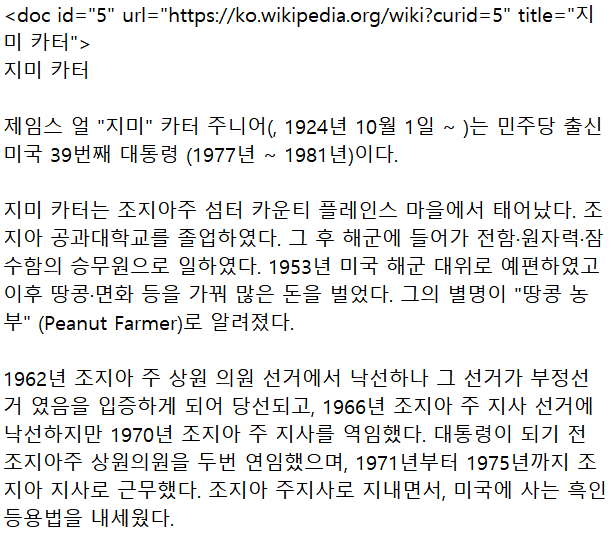 <doc id="5" url="https://ko.wikipedia.org/wiki?curid=5" title="지
미 카터">
지미 카터

제임스 얼 "지미" 카터 주니어(, 1924년 10월 1일 ~ )는 민주당 출신
미국 39번째 대통령 (1977년 ~ 1981년)이다.

지미 카터는 조지아주 섬터 카운티 플레인스 마을에서 태어났다. 조
지아 공과대학교를 졸업하였다. 그 후 해군에 들어가 전함·원자력·잠
수함의 승무원으로 일하였다. 1953년 미국 해군 대위로 예편하였고
이후 땅콩·면화 등을 가꿔 많은 돈을 벌었다. 그의 별명이 "땅콩 농
부" (Peanut Farmer)로 알려졌다.

1962년 조지아 주 상원 의원 선거에서 낙선하나 그 선거가 부정선
거 였음을 입증하게 되어 당선되고, 1966년 조지아 주 지사 선거에
낙선하지만 1970년 조지아 주 지사를 역임했다. 대통령이 되기 전
조지아주 상원의원을 두번 연임했으며, 1971년부터 1975년까지 조
지아 지사로 근무했다. 조지아 주지사로 지내면서, 미국에 사는 흑인
등용법을 내세웠다.